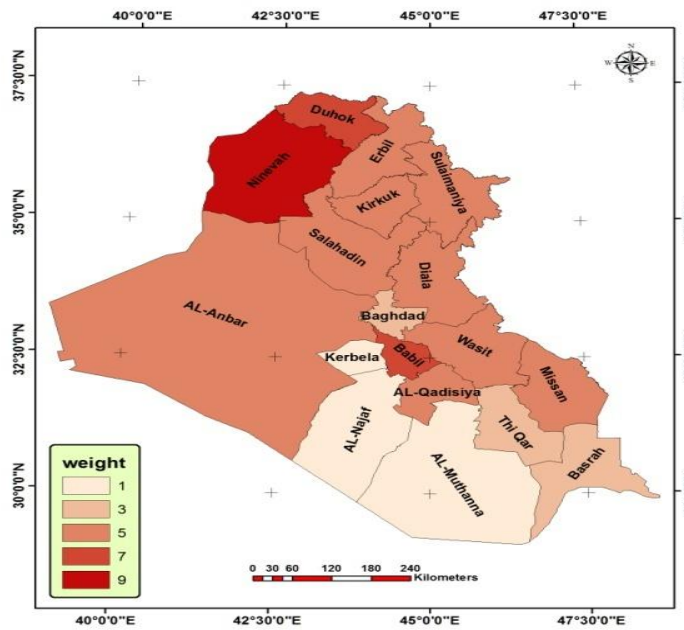 40°0'0"E 42°30'0"E 45°0'0"E 47°30'0"E
N
W E
S
37°30'0"N
35°0'0"N
32°30'0"N
30°0'0"N
Duhok
Ninevah
Erbil
Sulaimaniya
Kirkuk
Salahadin
Diala
AL-Anbar
Baghdad
Kerbela
Babil
Wasit
AL-Qadisiya
Missan
AL-Najaf
Thi Qar
AL-Muthanna
Basrah
weight
1
3
5
7
9
0 30 60 120 180 240
Kilometers
40°0'0"E 42°30'0"E 45°0'0"E 47°30'0"E